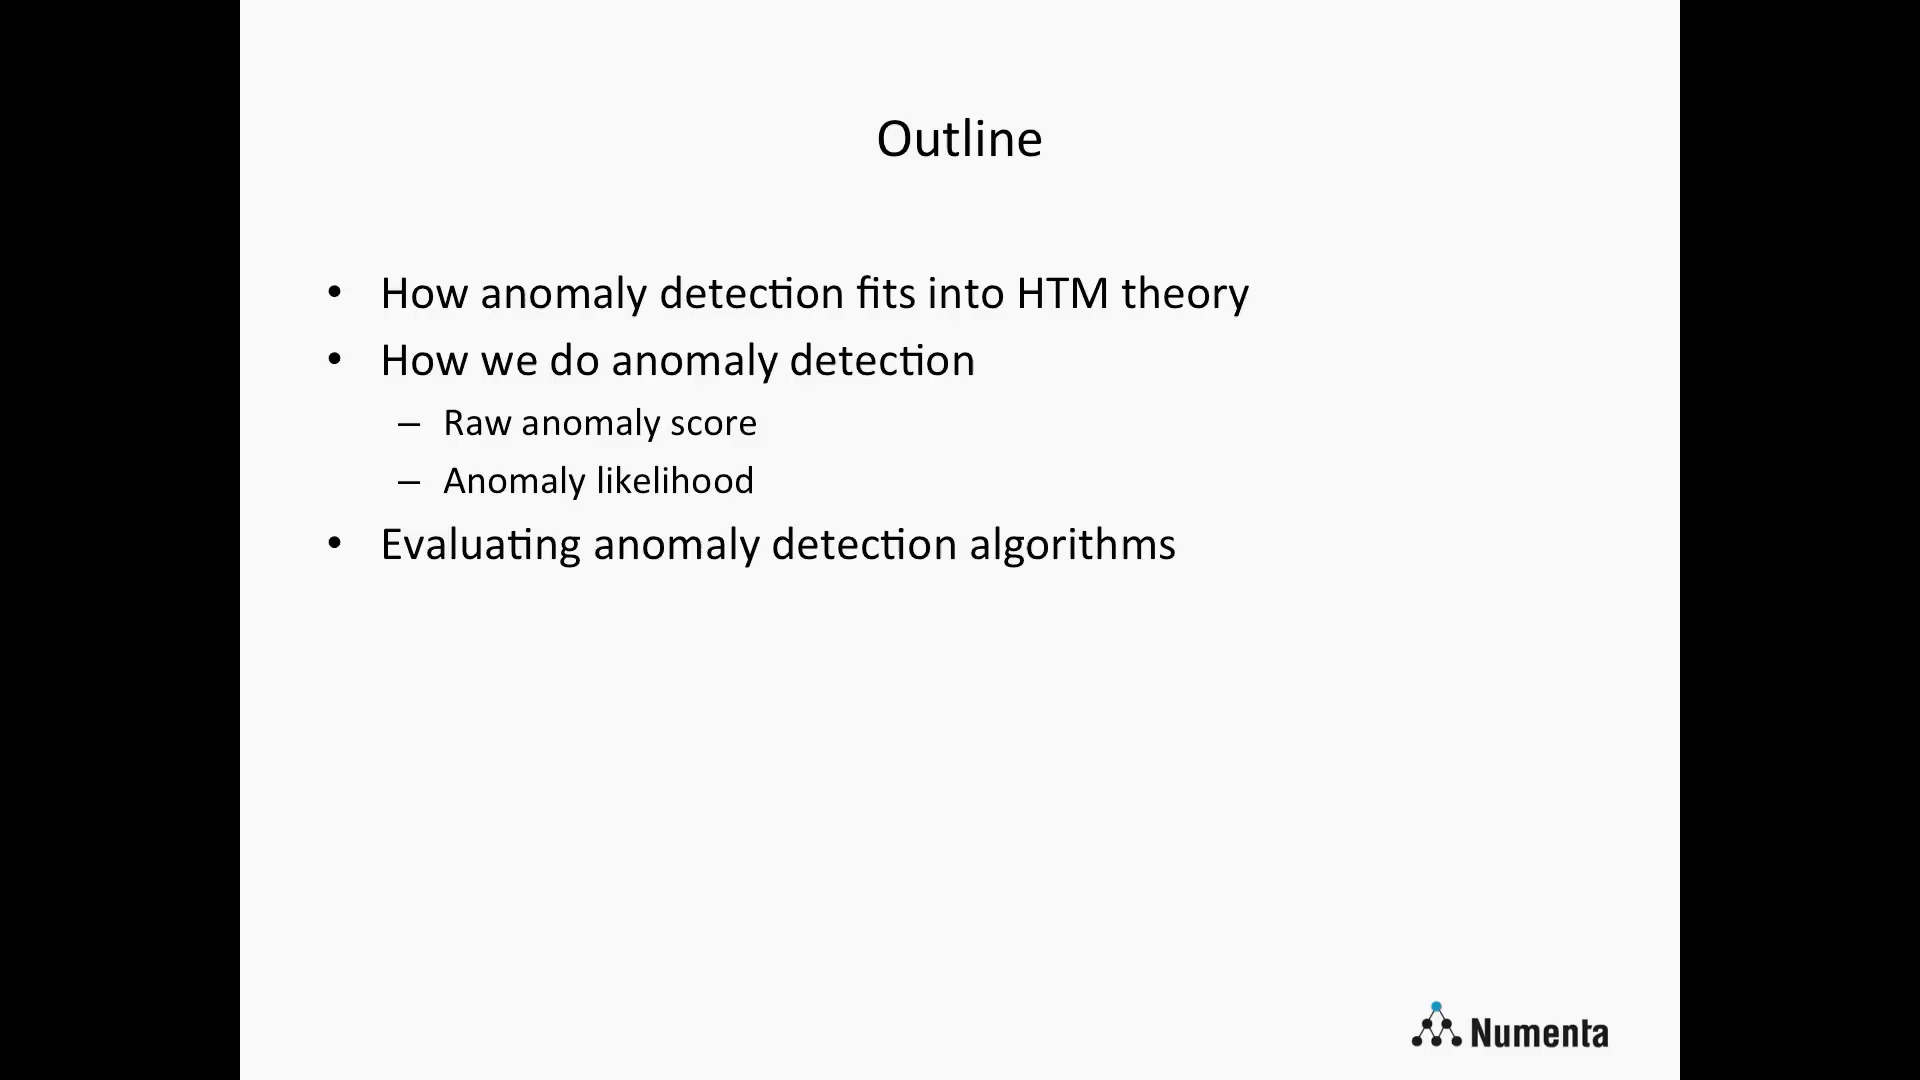 Outline
• How anomaly detection fits into HTM theory
• How we do anomaly detection
– Raw anomaly score
– Anomaly likelihood
• Evaluating anomaly detection algorithms
Numenta